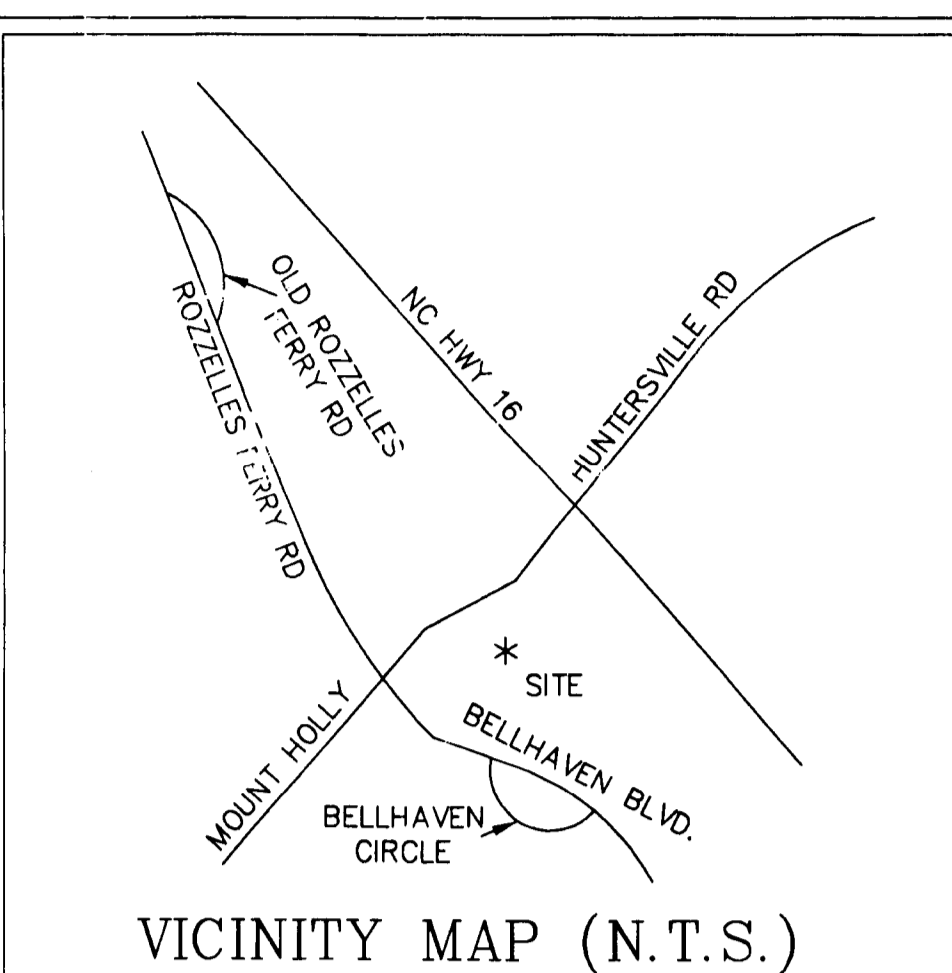 OLD ROZZELLES
FERRY RD
ROZZELLES FERRY RD
NC HWY 16
HUNTERSVILLE RD
SITE
MOUNT HOLLY
BELLHAVEN BLVD.
BELLHAVEN
CIRCLE
VICINITY MAP (N.T.S.)